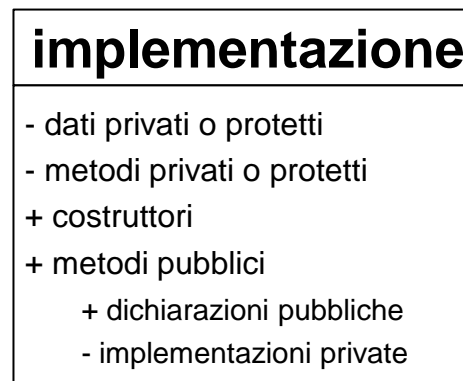 implementazione
- dati privati o protetti
- metodi privati o protetti
+ costruttori
+ metodi pubblici
+ dichiarazioni pubbliche
- implementazioni private